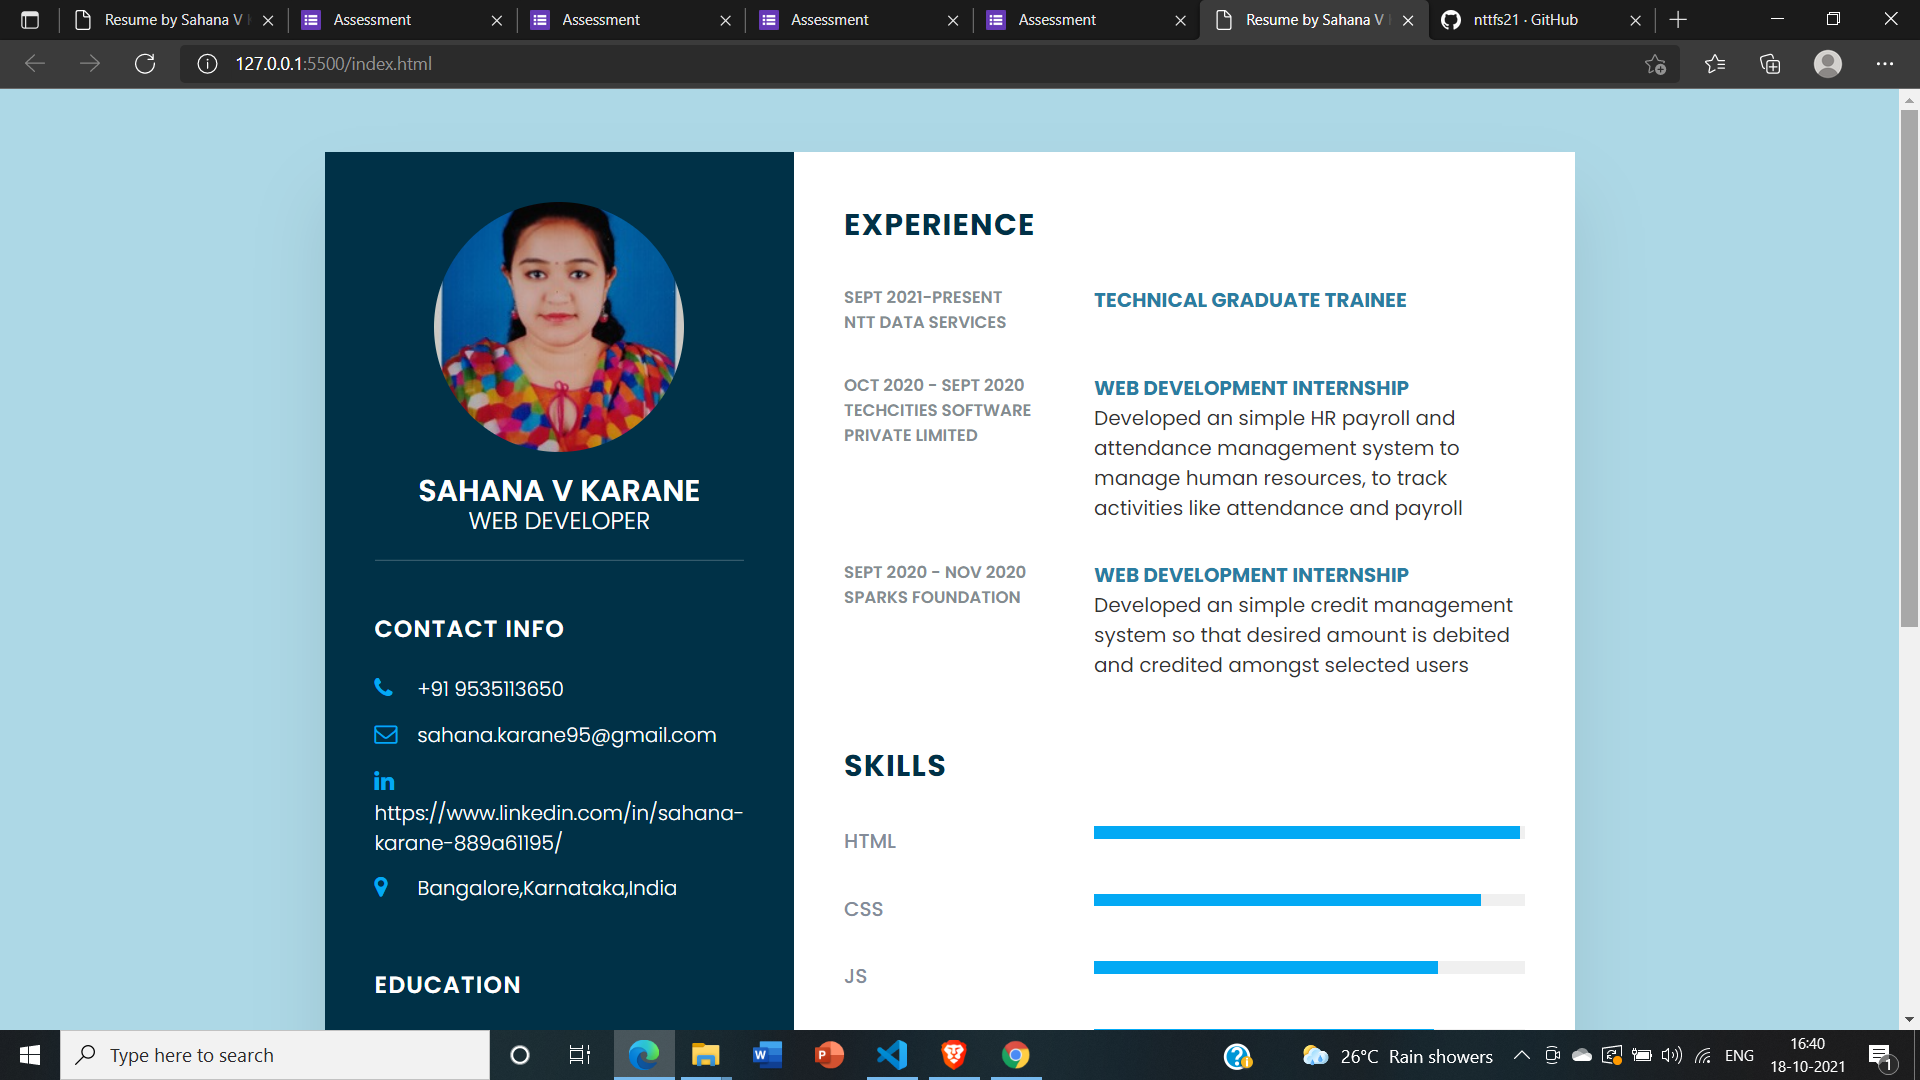 Resume by Sahana V
Assessment
Assessment
Assessment
Assessment
Resume by Sahana V
nttfs21 · GitHub
127.0.0.1:5500/index.html
SAHANA V KARANE
WEB DEVELOPER
CONTACT INFO
+91 9535113650
sahana.karane95@gmail.com
https://www.linkedin.com/in/sahana-
karane-889a61195/
Bangalore,Karnataka,India
EDUCATION
EXPERIENCE
SEPT 2021-PRESENT
NTT DATA SERVICES
TECHNICAL GRADUATE TRAINEE
OCT 2020 - SEPT 2020
TECHCITIES SOFTWARE
PRIVATE LIMITED
WEB DEVELOPMENT INTERNSHIP
Developed an simple HR payroll and
attendance management system to
manage human resources, to track
activities like attendance and payroll
SEPT 2020 - NOV 2020
SPARKS FOUNDATION
WEB DEVELOPMENT INTERNSHIP
Developed an simple credit management
system so that desired amount is debited
and credited amongst selected users
SKILLS
HTML
CSS
JS
Type here to search
26°C Rain showers
ENG
16:40
18-10-2021
1